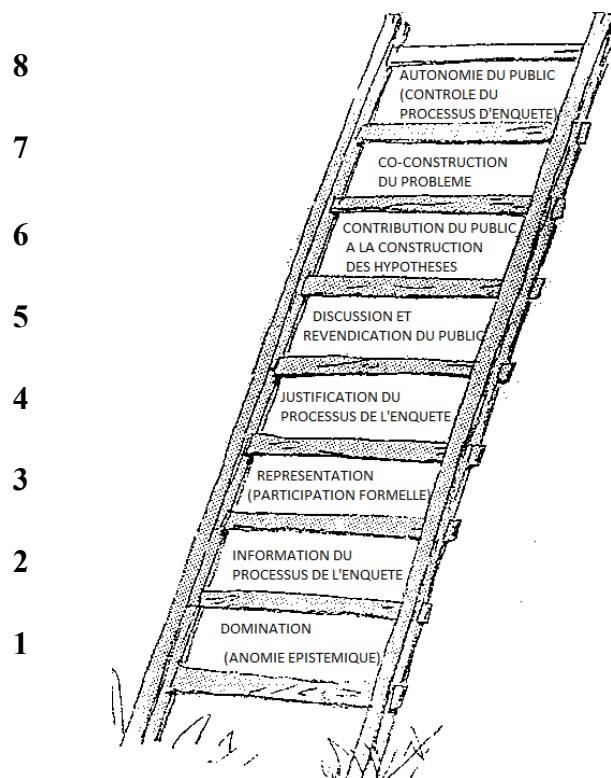 8
AUTONOMIE DU PUBLIC
(CONTROLE DU
PROCESSUS D'ENQUETE)
7
CO-CONSTRUCTION
DU PROBLEME
6
CONTRIBUTION DU PUBLIC
A LA CONSTRUCTION
DES HYPOTHESES
5
DISCUSSION ET
REVENDICATION DU PUBLIC
4
JUSTIFICATION DU
PROCESSUS DE L'ENQUETE
3
REPRESENTATION
(PARTICIPATION FORMELLE)
2
INFORMATION DU
PROCESSUS DE L'ENQUETE
1
DOMINATION
(ANOMIE EPISTEMIQUE)